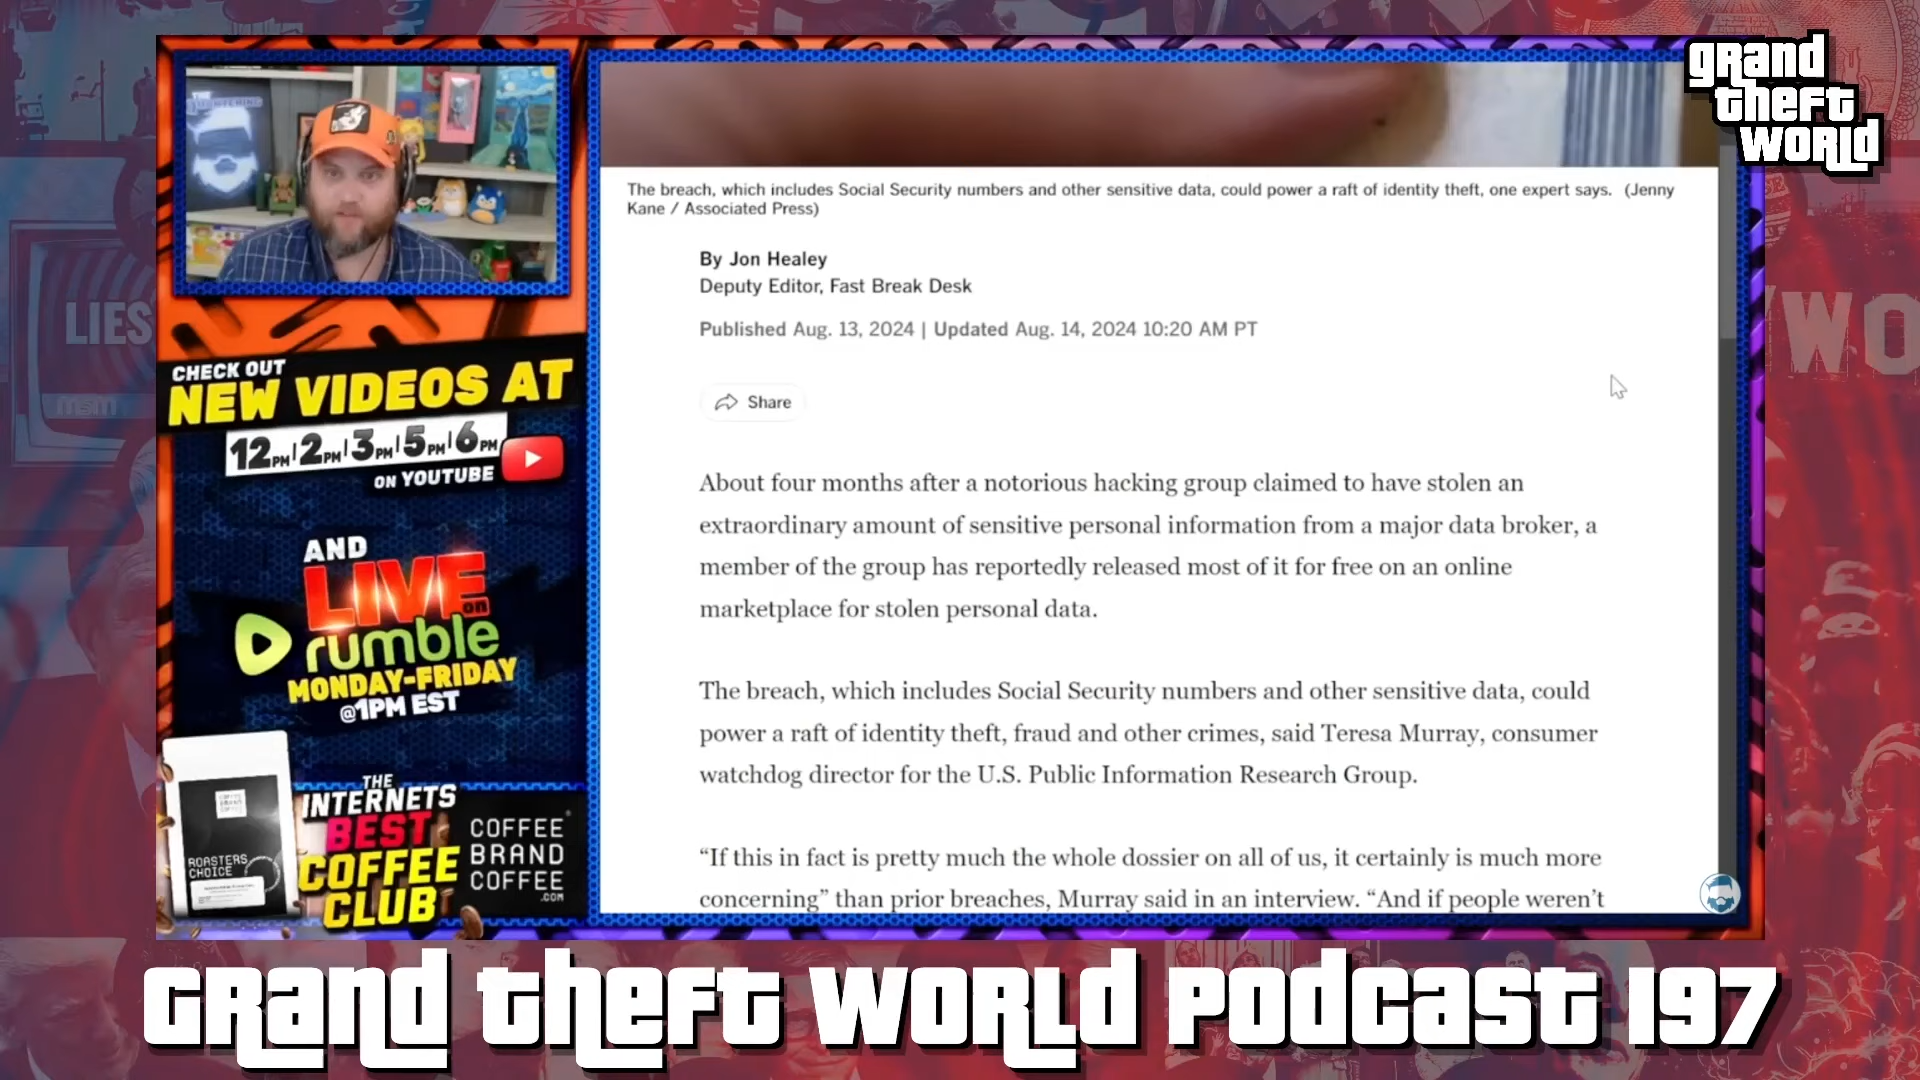 grand
theft
world
LIES
msm
WO
The breach, which includes Social Security numbers and other sensitive data, could power a raft of identity theft, one expert says. (Jenny
Kane / Associated Press)
By Jon Healey
Deputy Editor, Fast Break Desk
Published Aug. 13, 2024 | Updated Aug. 14, 2024 10:20 AM PT
Share
About four months after a notorious hacking group claimed to have stolen an
extraordinary amount of sensitive personal information from a major data broker, a
member of the group has reportedly released most of it for free on an online
marketplace for stolen personal data.
The breach, which includes Social Security numbers and other sensitive data, could
power a raft of identity theft, fraud and other crimes, said Teresa Murray, consumer
watchdog director for the U.S. Public Information Research Group.
“If this in fact is pretty much the whole dossier on all of us, it certainly is much more
concerning” than prior breaches, Murray said in an interview. “And if people weren’t
CHECK OUT
NEW VIDEOS AT
12PM|2PM|3PM|5PM|6PM
ON YOUTUBE
AND
LIVE
on
rumble
MONDAY-FRIDAY
@1PM EST
THE
INTERNETS
BEST
COFFEE
CLUB
COFFEE
BRAND
COFFEE
.COM
ROASTERS
CHOICE
GRand theft WORLd POdcast 197